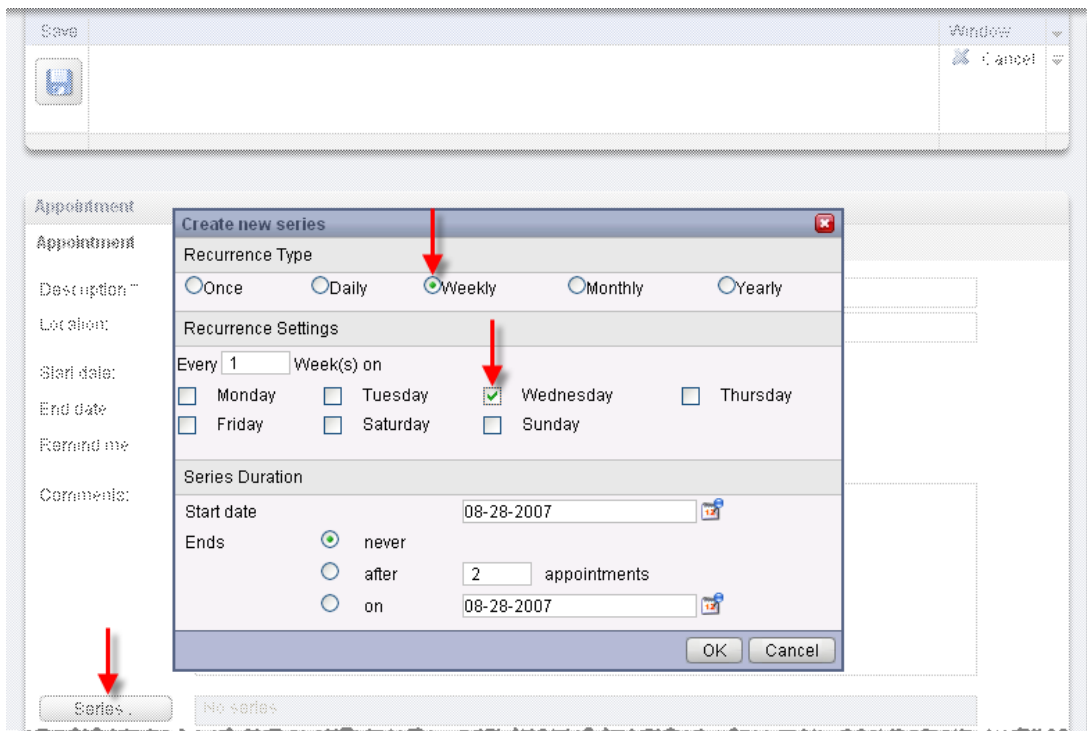 Save Window
Cancel
Appointment
Create new series
Appointment
Recurrence Type
Description *
Once Daily Weekly Monthly Yearly
Location:
Recurrence Settings
Every 1 Week(s) on
Start date:
Monday Tuesday Wednesday Thursday
End date
Friday Saturday Sunday
Remind me
Series Duration
Comments:
Start date 08-28-2007
Ends never
after 2 appointments
on 08-28-2007
OK Cancel
Series . No series